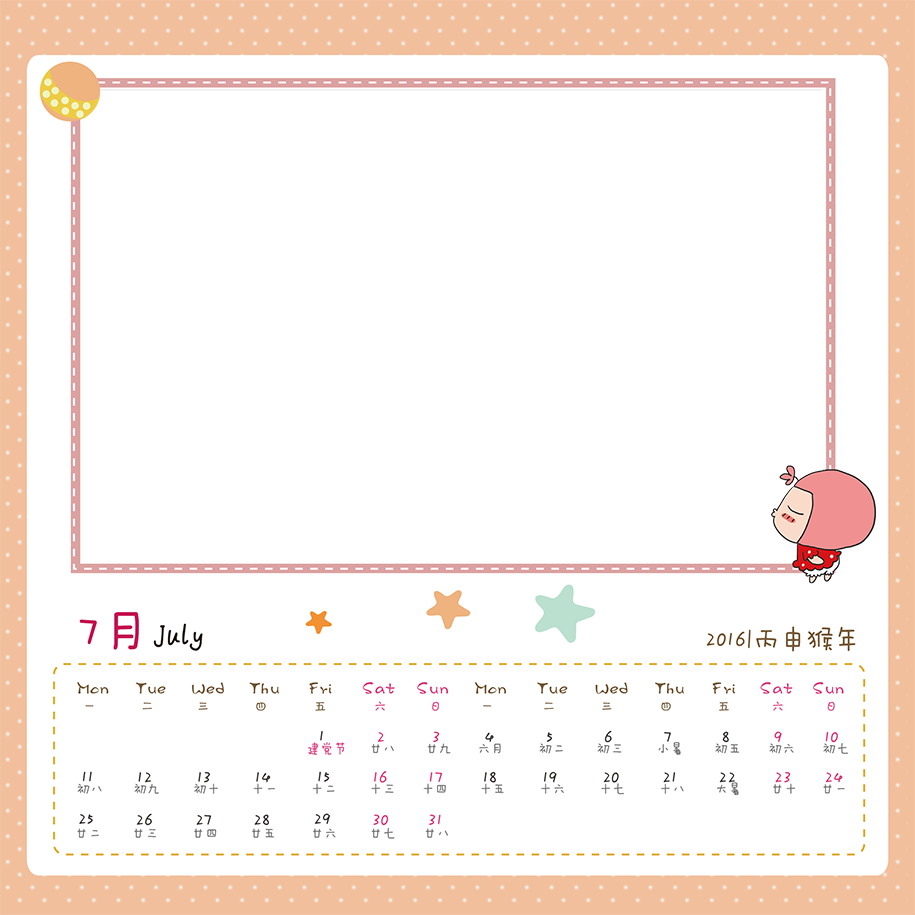 7月 July
2016|丙申猴年
Mon Tue Wed Thu Fri Sat Sun Mon Tue Wed Thu Fri Sat Sun
一 二 三 四 五 六 日 一 二 三 四 五 六 日
1 2 3 4 5 6 7 8 9 10
建党节 廿八 廿九 六月 初二 初三 小暑 初五 初六 初七
11 12 13 14 15 16 17 18 19 20 21 22 23 24
初八 初九 初十 十一 十二 十三 十四 十五 十六 十七 十八 大暑 廿十 廿一
25 26 27 28 29 30 31
廿二 廿三 廿四 廿五 廿六 廿七 廿八